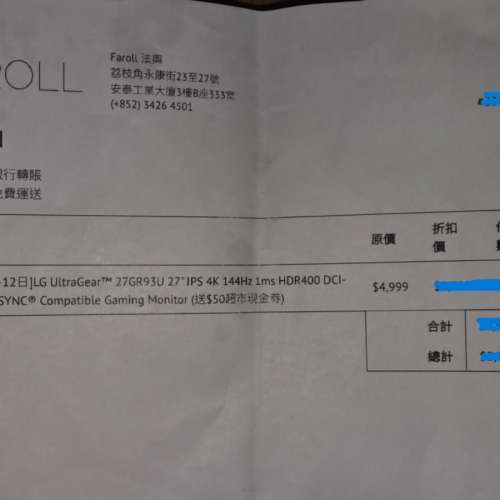 ROLL
Faroll 法興
荔枝角永康街23至27號
安泰工業大廈3樓B座333室
(+852) 3426 4501
銀行轉賬
免費運送
原價
折扣
價
-12日]LG UltraGear™ 27GR93U 27" IPS 4K 144Hz 1ms HDR400 DCI-
SYNC® Compatible Gaming Monitor (送$50超市現金券)
$4,999
合計
總計